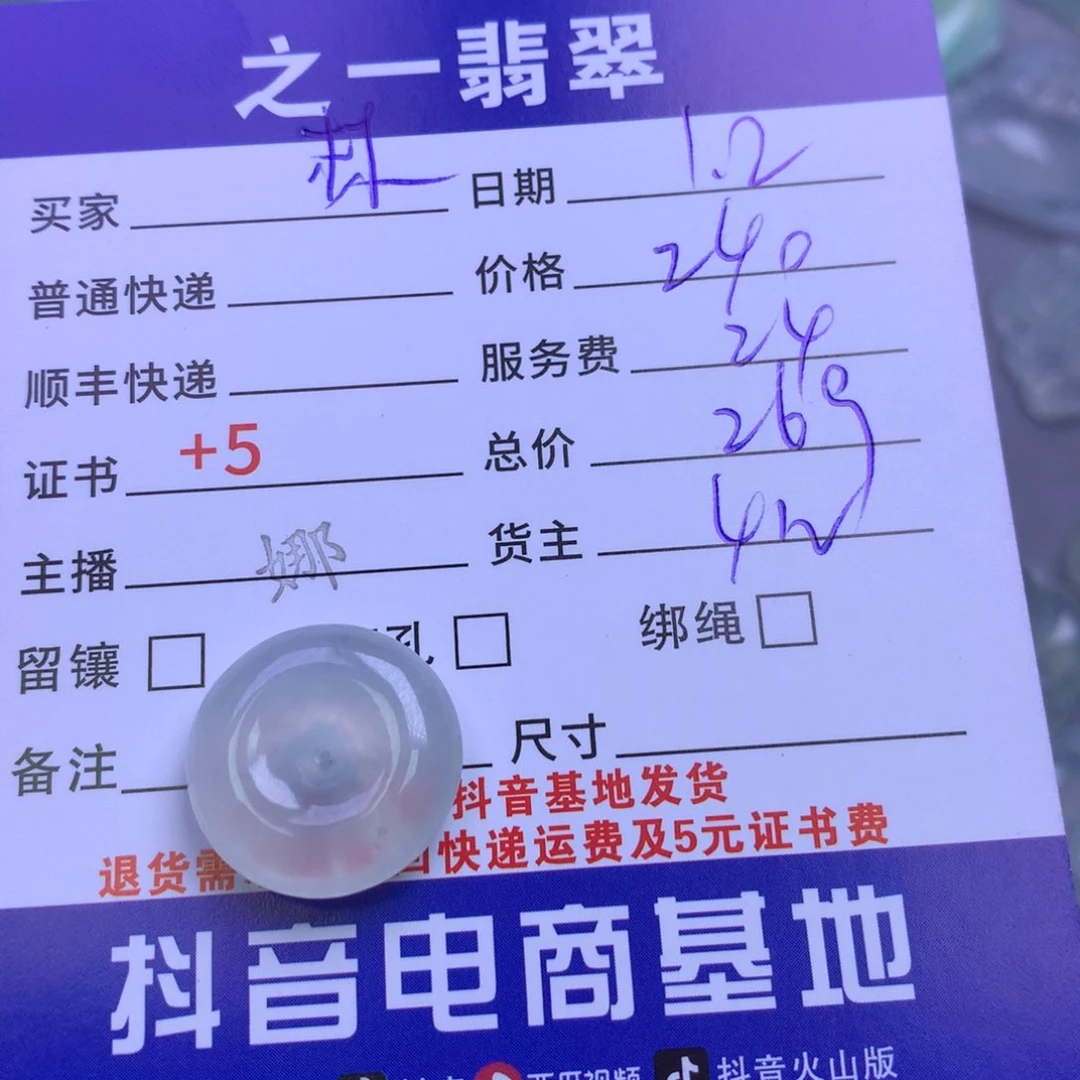 之一翡翠
买家 林 日期 1.2
普通快递 价格 240
顺丰快递 服务费 24
证书 +5 总价 269
主播 娜 货主
留镶 孔 绑绳
备注 尺寸
抖音基地发货
退货需 快递运费及5元证书费
抖音电商基地
西瓜视频 抖音火山版